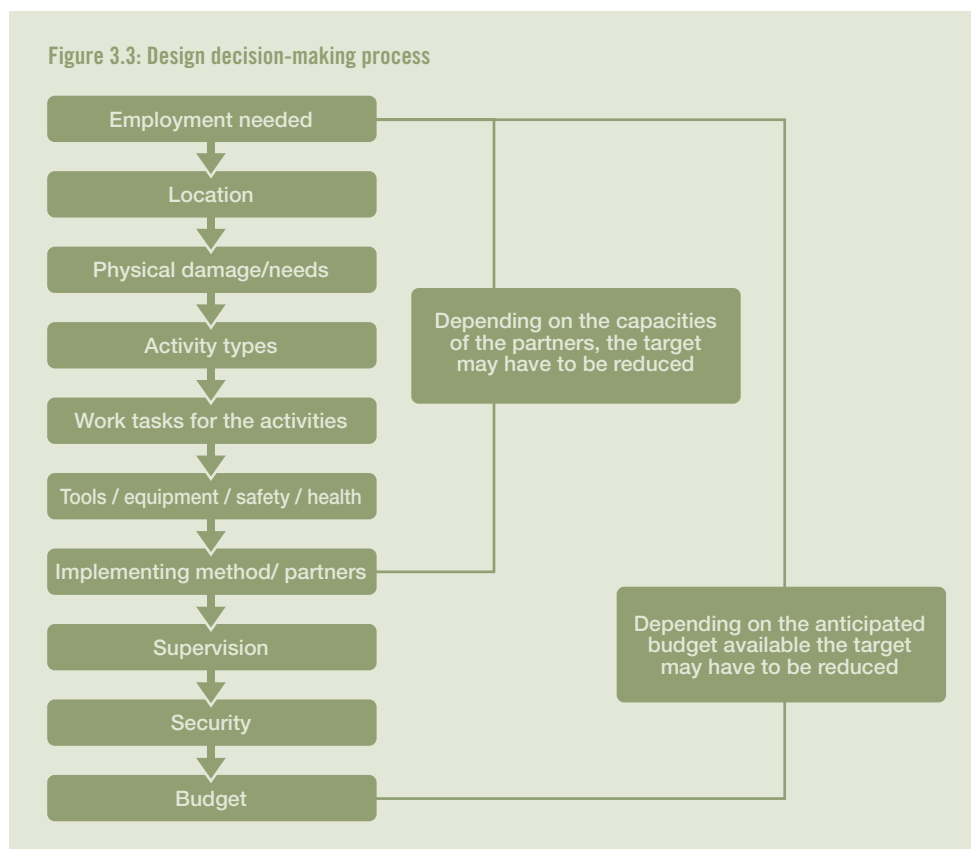 Figure 3.3: Design decision-making process
Employment needed
Location
Physical damage/needs
Activity types
Work tasks for the activities
Tools / equipment / safety / health
Implementing method/ partners
Supervision
Security
Budget
Depending on the capacities
of the partners, the target
may have to be reduced
Depending on the anticipated
budget available the target
may have to be reduced